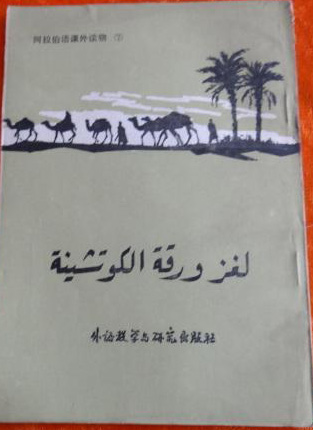 阿拉伯语课外读物 ⑦
لغز ورقة الكوتشينة
外语教学与研究出版社